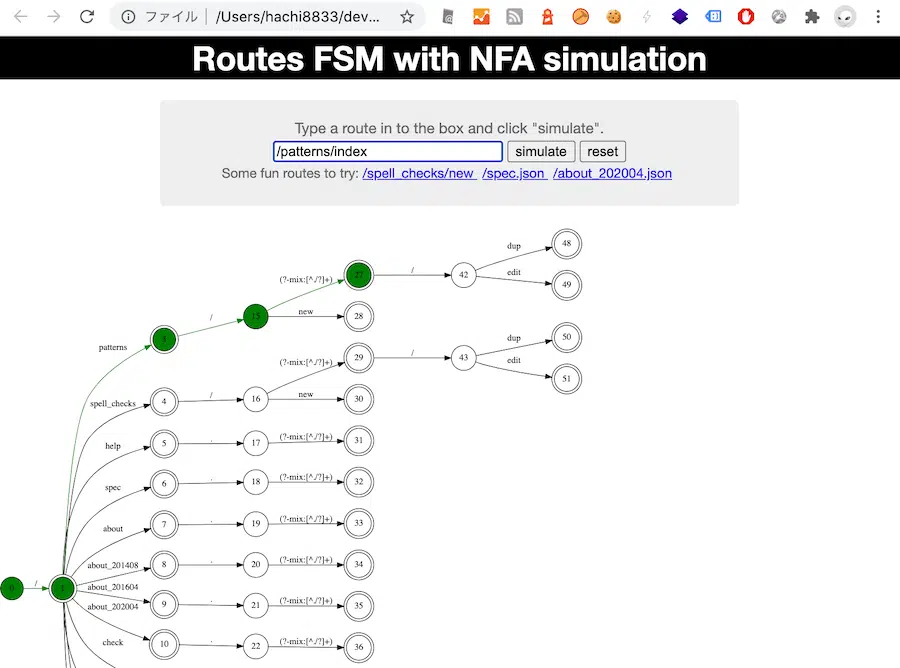 ファイル /Users/hachi8833/dev...
Routes FSM with NFA simulation
Type a route in to the box and click "simulate".
/patterns/index simulate reset
Some fun routes to try: /spell_checks/new /spec.json /about_202004.json
dup 48
(?-mix:[^./?]+) 27 / 42 edit 49
/ 15 new 28
patterns 3
dup 50
(?-mix:[^./?]+) 29 / 43 edit 51
spell_checks 4 / 16 new 30
help 5 . 17 (?-mix:[^./?]+) 31
spec 6 . 18 (?-mix:[^./?]+) 32
about 7 . 19 (?-mix:[^./?]+) 33
about_201408 8 . 20 (?-mix:[^./?]+) 34
0 / 1 about_201604
about_202004 9 . 21 (?-mix:[^./?]+) 35
check 10 . 22 (?-mix:[^./?]+) 36